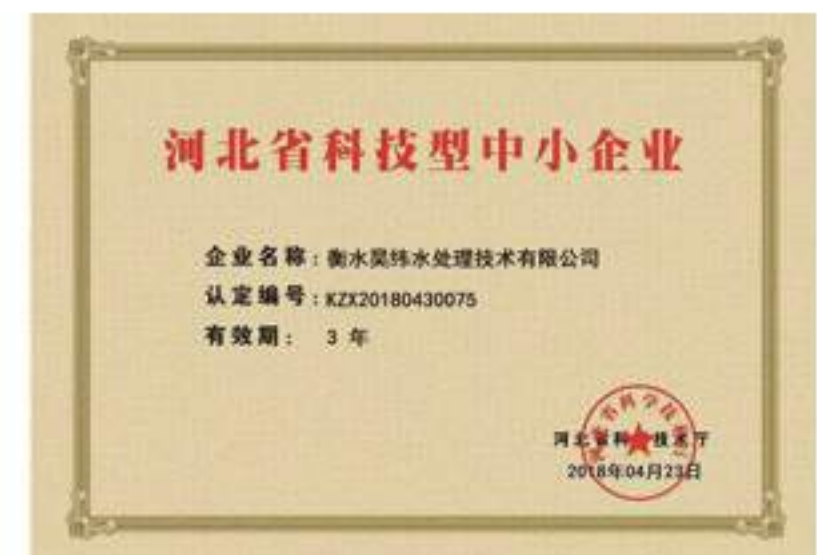 河北省科技型中小企业
企业名称：衡水昊纬水处理技术有限公司
认定编号：KZX20180430075
有效期： 3 年
河北省科学技术厅
2018年04月23日